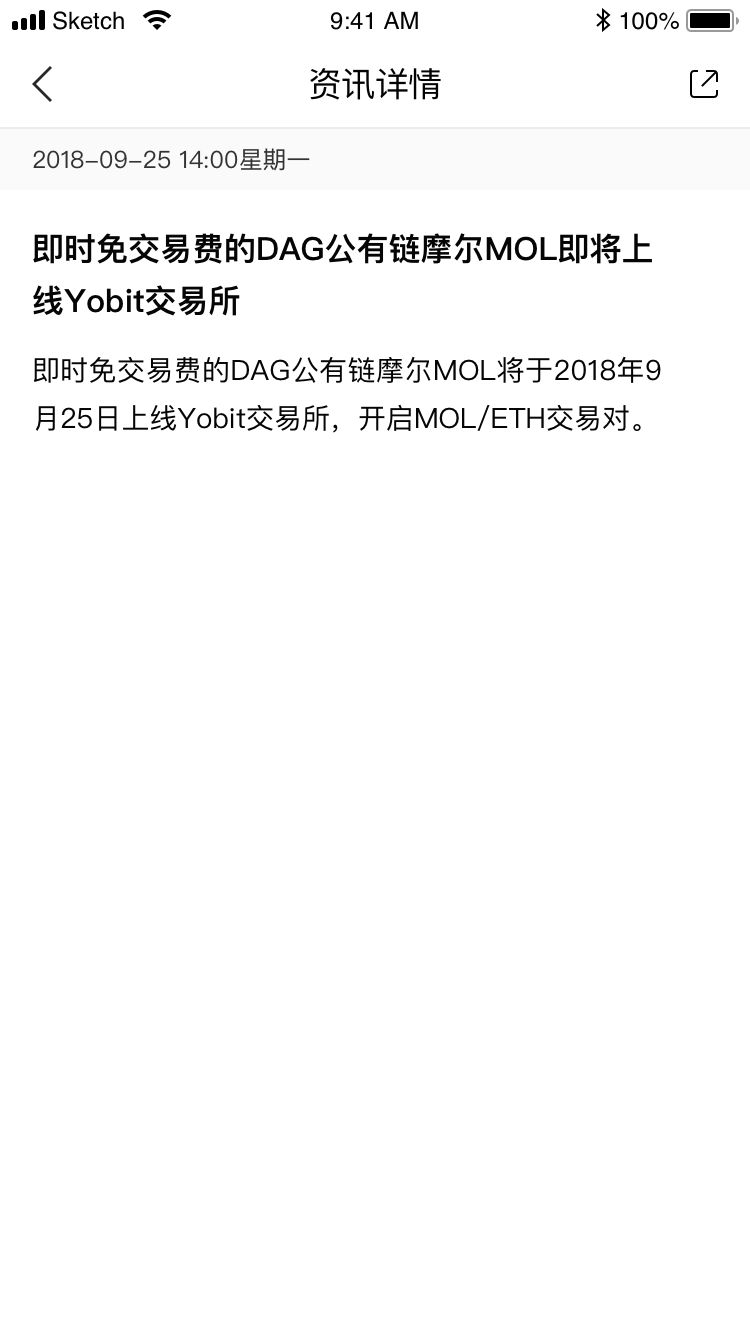 Sketch 9:41 AM 100%
资讯详情
2018-09-25 14:00星期一
即时免交易费的DAG公有链摩尔MOL即将上
线Yobit交易所
即时免交易费的DAG公有链摩尔MOL将于2018年9
月25日上线Yobit交易所，开启MOL/ETH交易对。